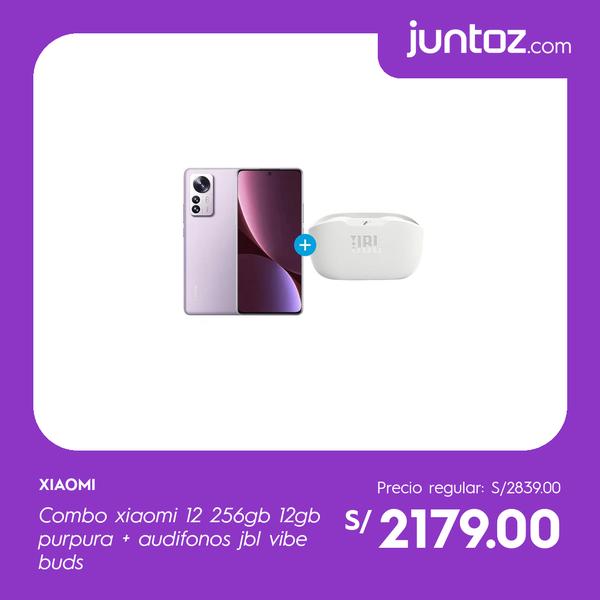 juntoz.com
JBL
XIAOMI
Combo xiaomi 12 256gb 12gb
purpura + audifonos jbl vibe
buds
Precio regular: S/2839.00
S/ 2179.00